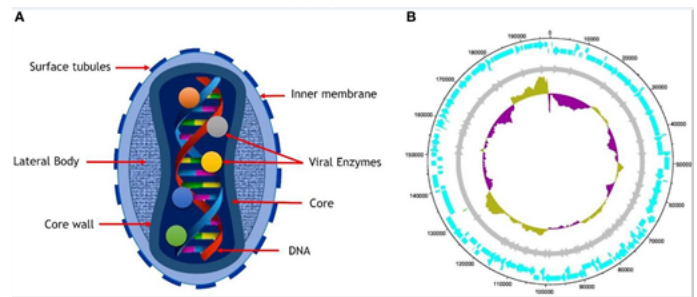 A
Surface tubules
Inner membrane
Lateral Body
Viral Enzymes
Core
Core wall
DNA
B
0
10000
20000
30000
40000
50000
60000
70000
80000
90000
100000
110000
120000
130000
140000
150000
160000
170000
180000
190000